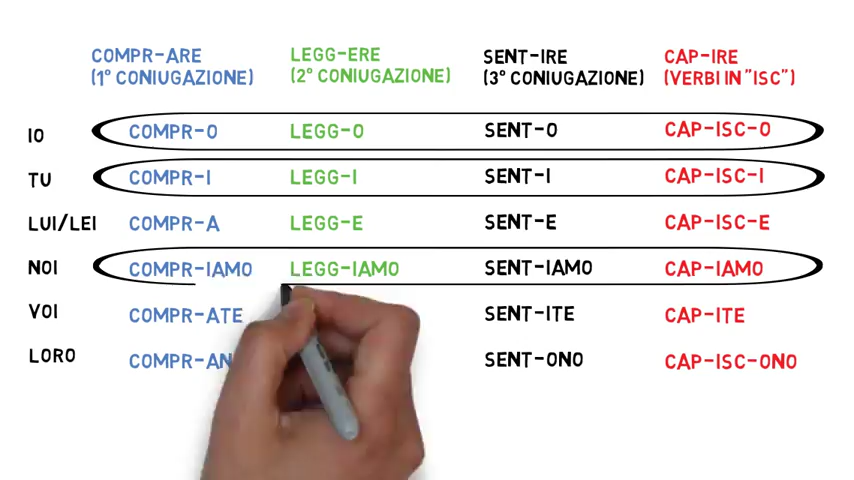 COMPR-ARE LEGG-ERE SENT-IRE CAP-IRE
(1° CONIUGAZIONE) (2° CONIUGAZIONE) (3° CONIUGAZIONE) (VERBI IN "ISC")
IO COMPR-O LEGG-O SENT-O CAP-ISC-O
TU COMPR-I LEGG-I SENT-I CAP-ISC-I
LUI/LEI COMPR-A LEGG-E SENT-E CAP-ISC-E
NOI COMPR-IAMO LEGG-IAMO SENT-IAMO CAP-IAMO
VOI COMPR-ATE SENT-ITE CAP-ITE
LORO SENT-ONO CAP-ISC-ONO